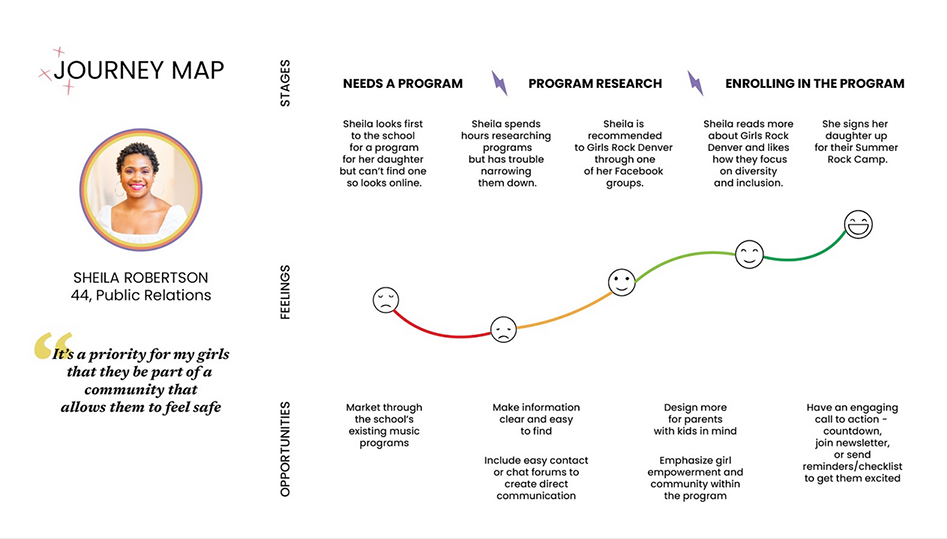 JOURNEY MAP
SHEILA ROBERTSON
44, Public Relations
“It’s a priority for my girls
that they be part of a
community that
allows them to feel safe
STAGES
NEEDS A PROGRAM
PROGRAM RESEARCH
ENROLLING IN THE PROGRAM
Sheila looks first
to the school
for a program
for her daughter
but can’t find one
so looks online.
Sheila spends
hours researching
programs
but has trouble
narrowing
them down.
Sheila is
recommended
to Girls Rock Denver
through one
of her Facebook
groups.
Sheila reads more
about Girls Rock
Denver and likes
how they focus
on diversity
and inclusion.
She signs her
daughter up
for their Summer
Rock Camp.
FEELINGS
OPPORTUNITIES
Market through
the school’s
existing music
programs
Make information
clear and easy
to find
Include easy contact
or chat forums to
create direct
communication
Design more
for parents
with kids in mind
Emphasize girl
empowerment and
community within
the program
Have an engaging
call to action -
countdown,
join newsletter,
or send
reminders/checklist
to get them excited